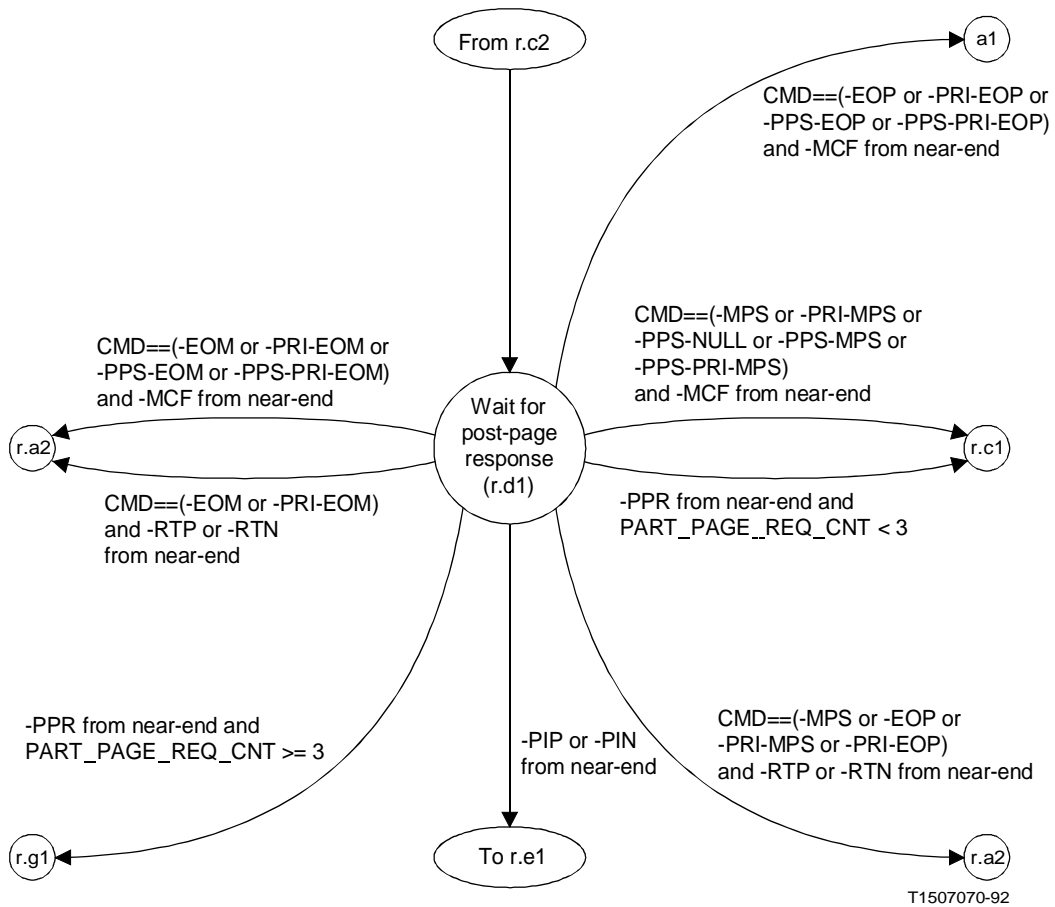 From r.c2
a1
CMD==(-EOP or -PRI-EOP or
-PPS-EOP or -PPS-PRI-EOP)
and -MCF from near-end
CMD==(-MPS or -PRI-MPS or
-PPS-NULL or -PPS-MPS or
-PPS-PRI-MPS)
and -MCF from near-end
CMD==(-EOM or -PRI-EOM or
-PPS-EOM or -PPS-PRI-EOM)
and -MCF from near-end
Wait for
post-page
response
(r.d1)
r.a2
r.c1
CMD==(-EOM or -PRI-EOM)
and -RTP or -RTN
from near-end
-PPR from near-end and
PART_PAGE_REQ_CNT < 3
-PPR from near-end and
PART_PAGE_REQ_CNT >= 3
-PIP or -PIN
from near-end
CMD==(-MPS or -EOP or
-PRI-MPS or -PRI-EOP)
and -RTP or -RTN from near-end
r.g1
To r.e1
r.a2
T1507070-92